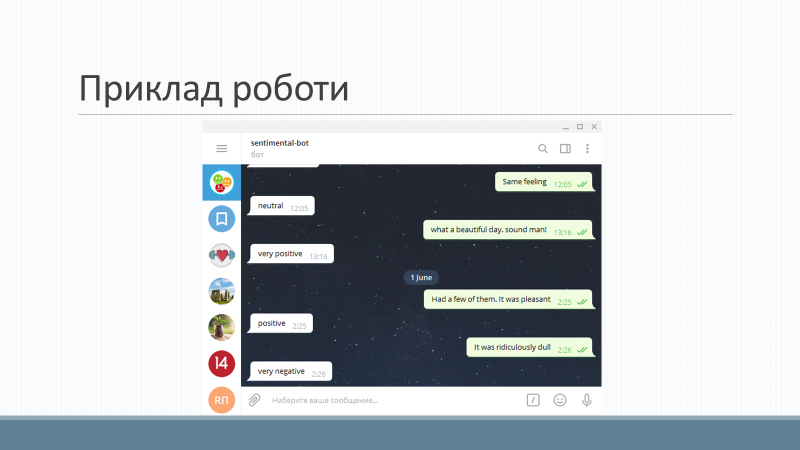 Приклад роботи
sentimental-bot
бот
Same feeling 12:05
neutral 12:05
what a beautiful day. sound man! 13:16
very positive 13:16
1 June
Had a few of them. It was pleasant 2:25
positive 2:25
It was ridiculously dull 2:26
very negative 2:26
14
РП
Наберите ваше сообщение...